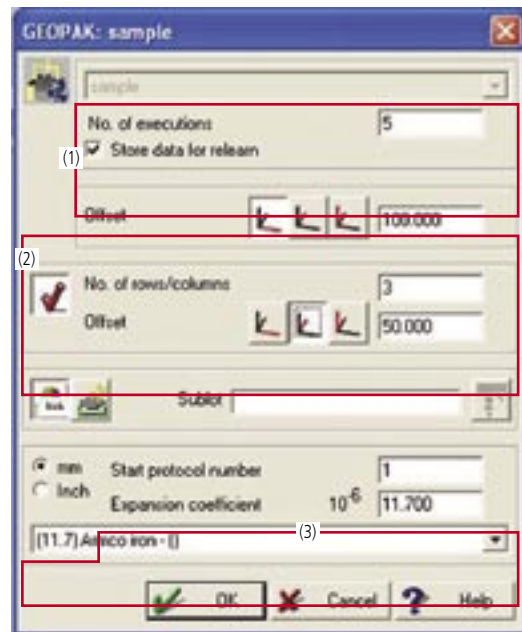 GEOPAK: sample
sample
No. of executions 5
(1) Store data for relearn
Offset 100.000
(2)
No. of rows/columns 3
Offset 50.000
Sublot
mm Start protocol number 1
Inch Expansion coefficient 10-6 11.700
(3)
(11.7) Armco iron - ()
OK Cancel Help